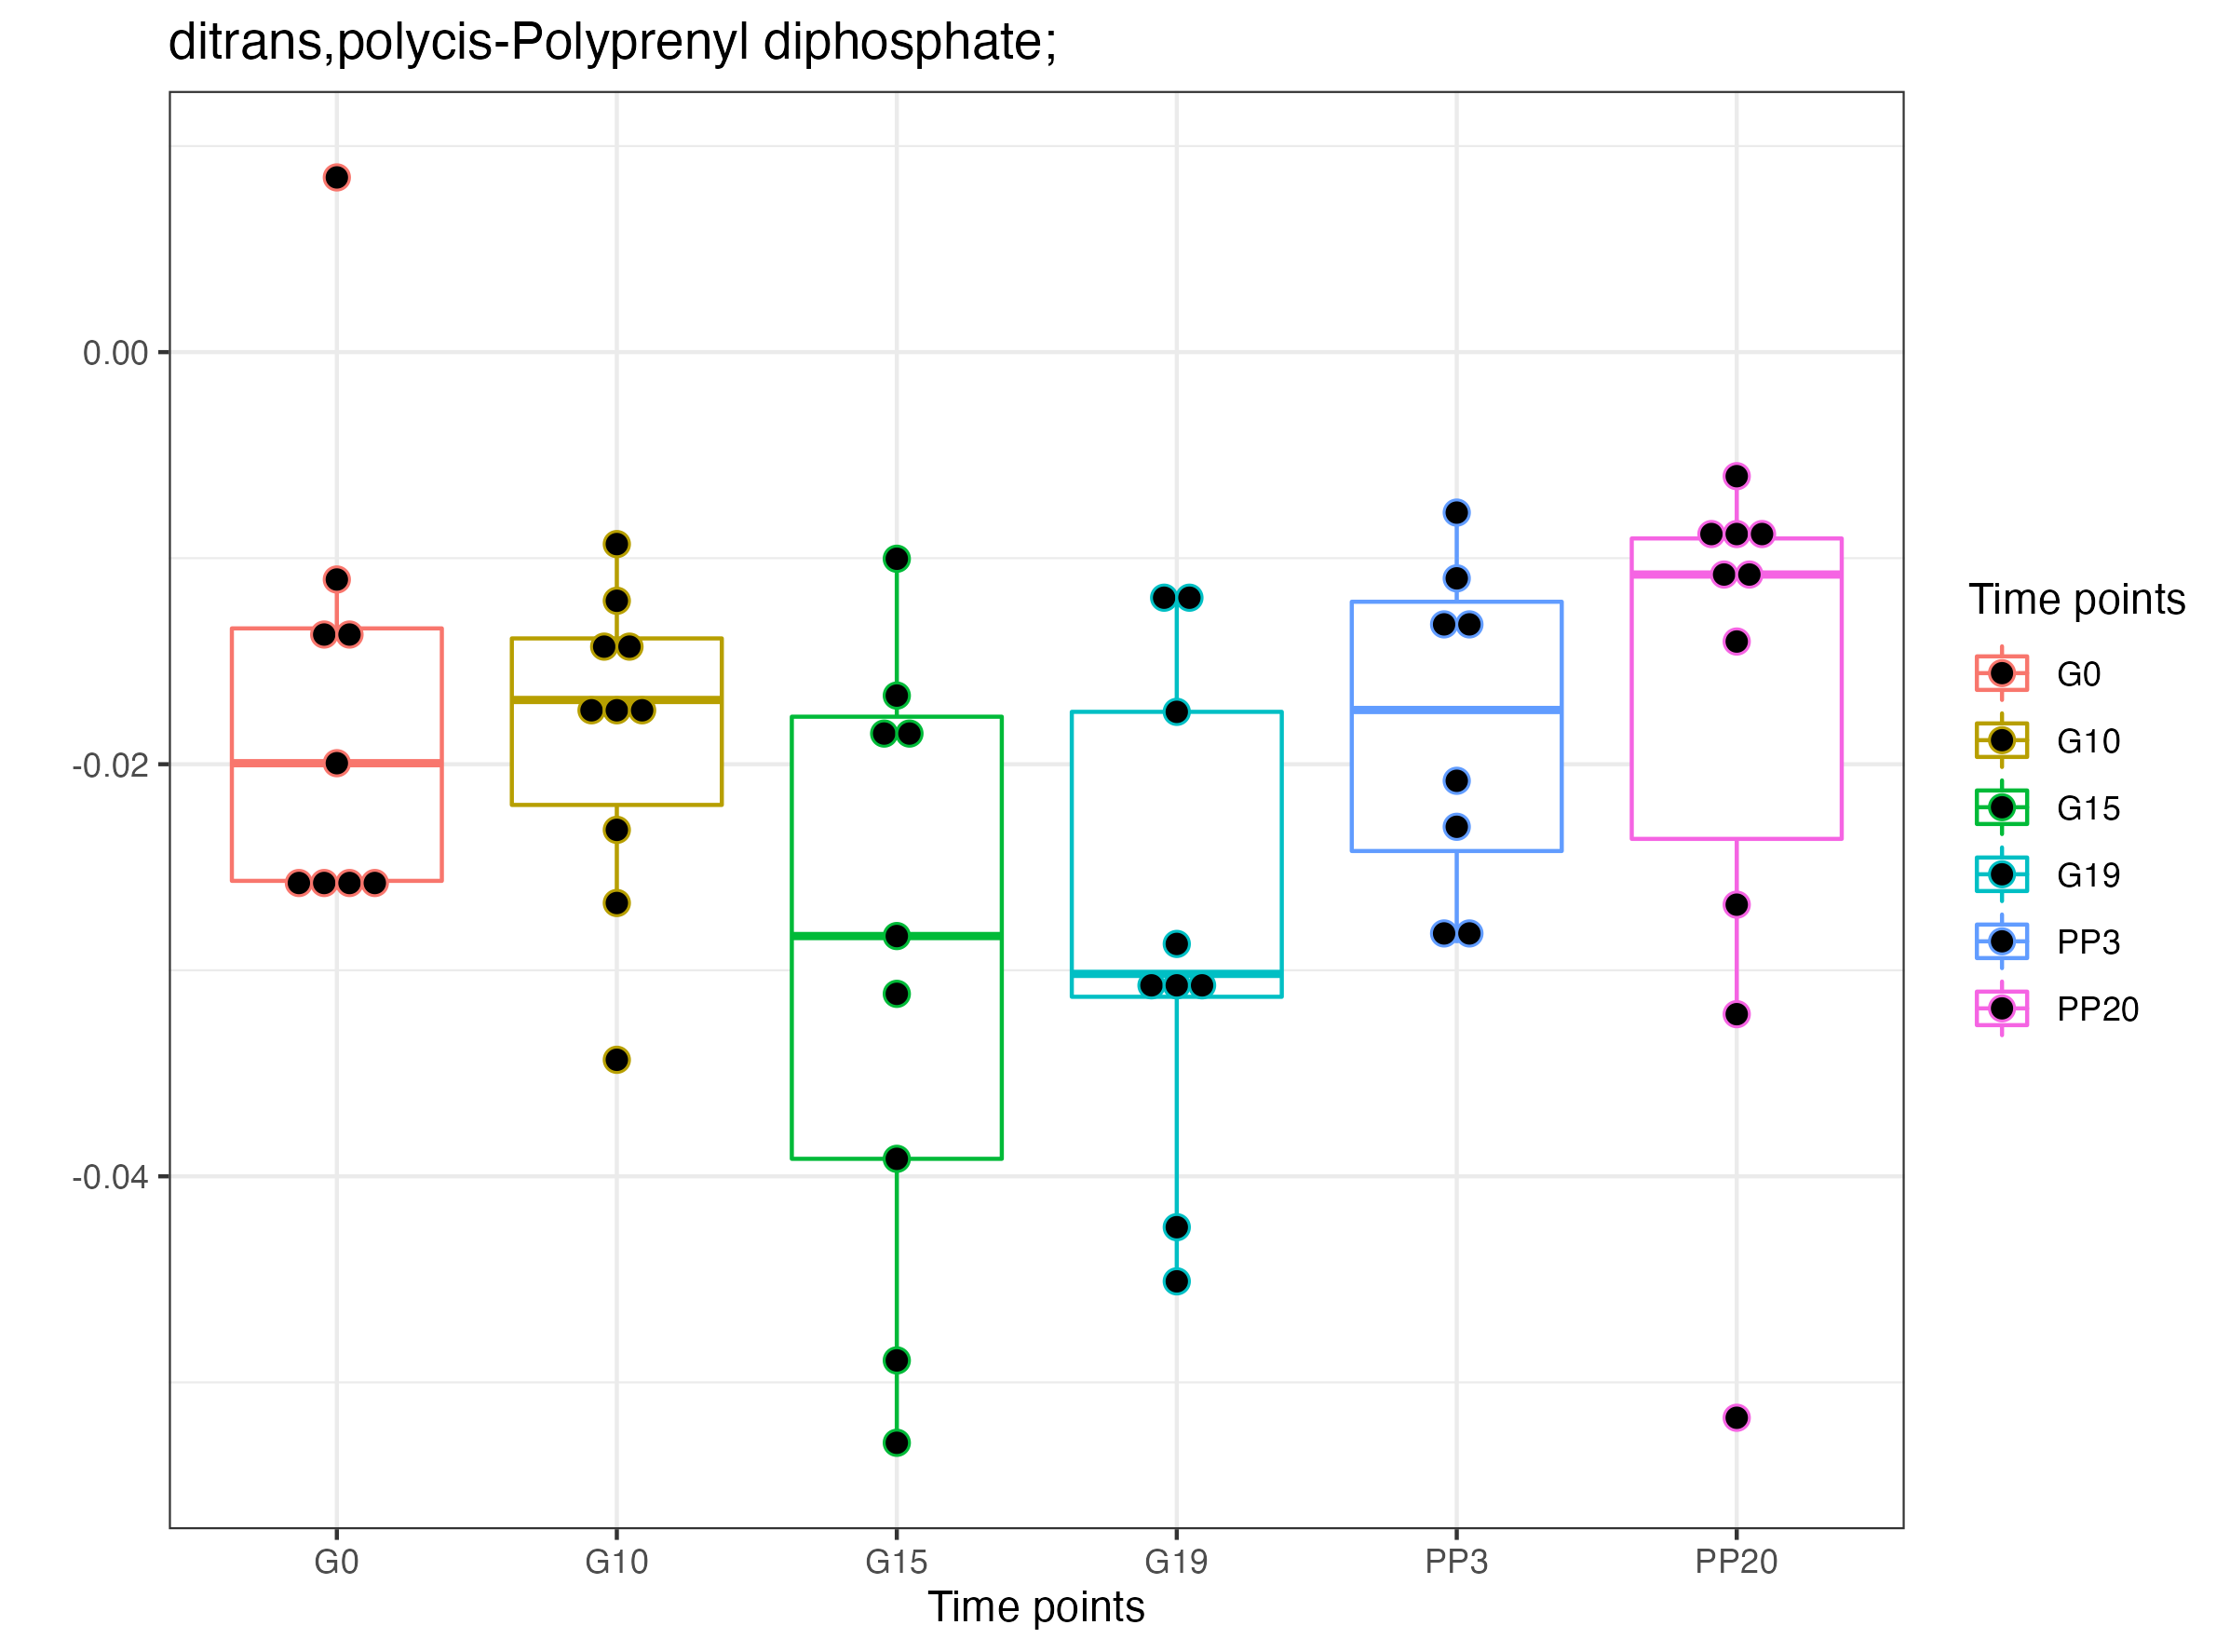 ditrans,polycis-Polyprenyl diphosphate;
0.00
-0.02
-0.04
G0 G10 G15 G19 PP3 PP20
Time points
Time points
G0
G10
G15
G19
PP3
PP20